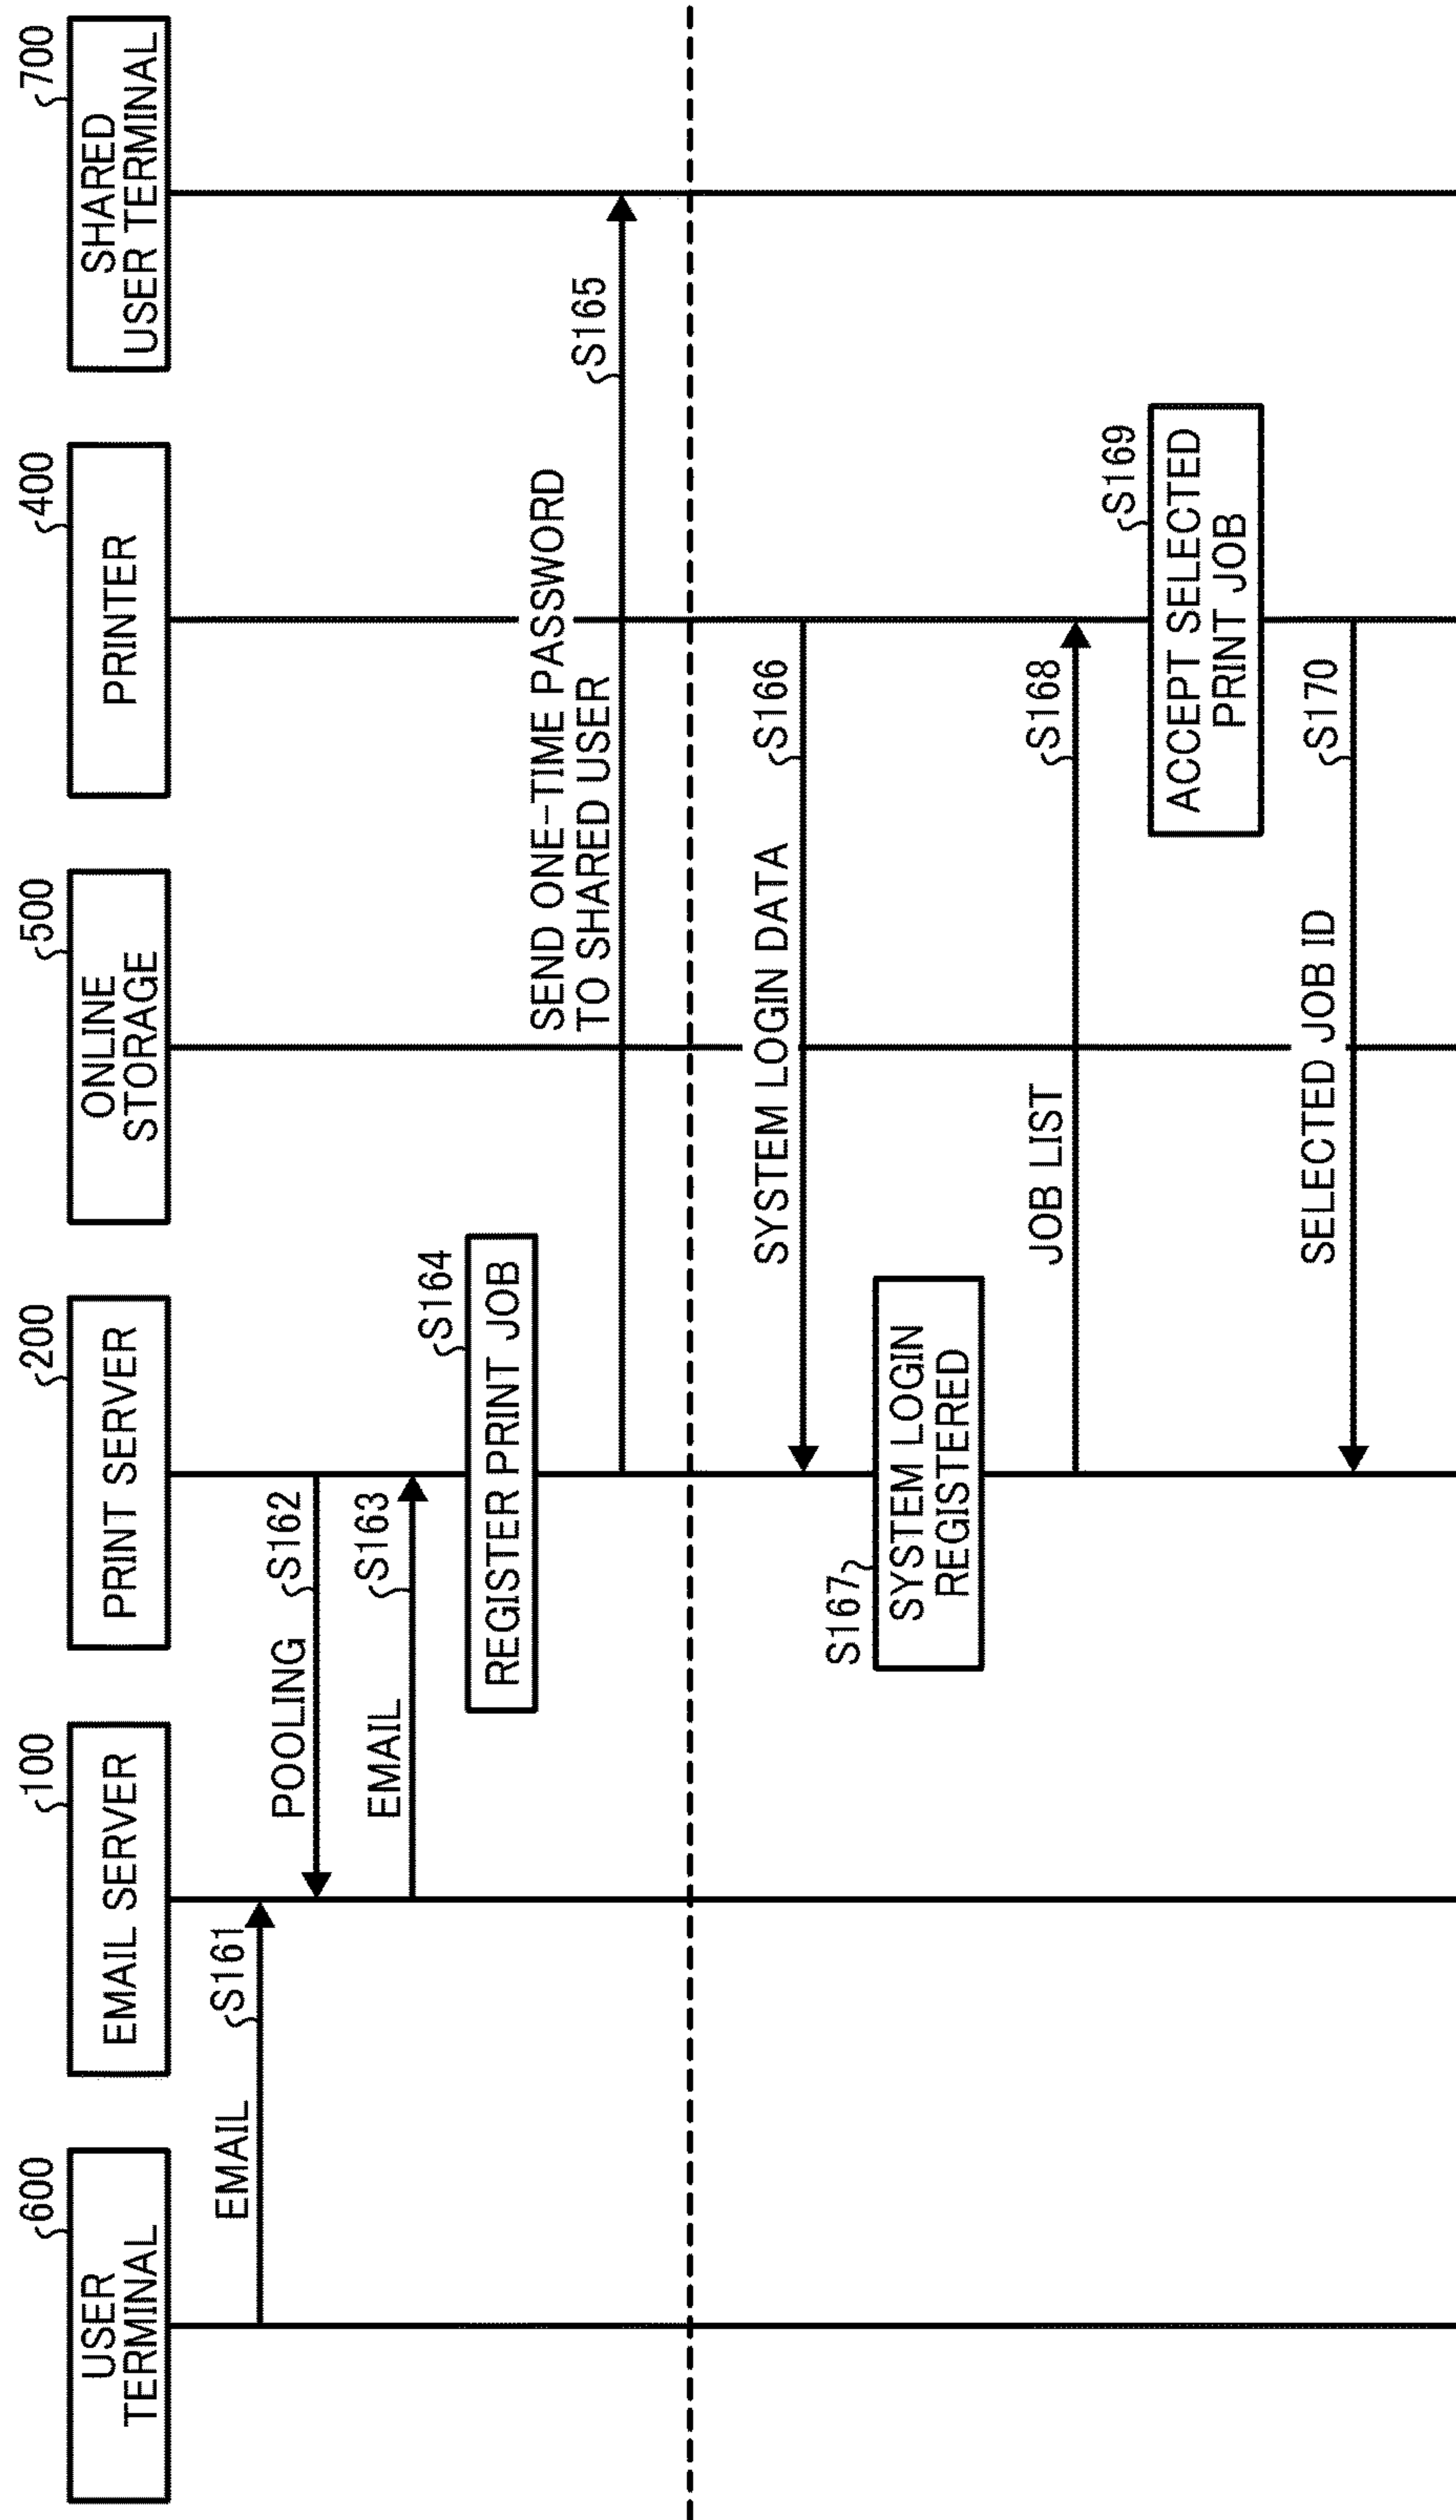 600
USER
TERMINAL
100
EMAIL SERVER
200
PRINT SERVER
500
ONLINE
STORAGE
400
PRINTER
700
SHARED
USER TERMINAL
EMAIL
S161
POOLING
S162
EMAIL
S163
S164
REGISTER PRINT JOB
SEND ONE-TIME PASSWORD
TO SHARED USER
S165
SYSTEM LOGIN DATA
S166
S167
SYSTEM LOGIN
REGISTERED
JOB LIST
S168
S169
ACCEPT SELECTED
PRINT JOB
SELECTED JOB ID
S170